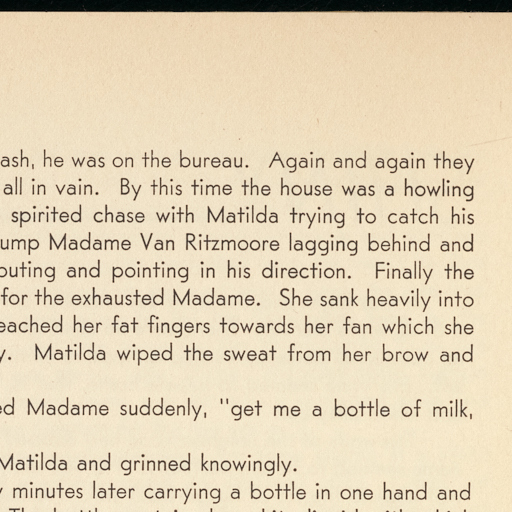 ash, he was on the bureau. Again and again they
all in vain. By this time the house was a howling
spirited chase with Matilda trying to catch his
ump Madame Van Ritzmoore lagging behind and
outing and pointing in his direction. Finally the
for the exhausted Madame. She sank heavily into
eached her fat fingers towards her fan which she
y. Matilda wiped the sweat from her brow and
ed Madame suddenly, "get me a bottle of milk,
Matilda and grinned knowingly.
minutes later carrying a bottle in one hand and